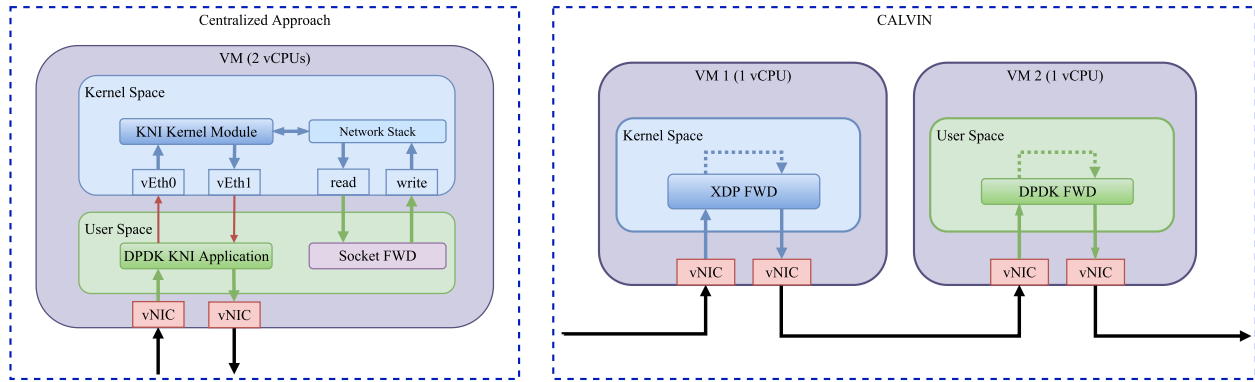 Centralized Approach
VM (2 vCPUs)
Kernel Space
KNI Kernel Module
Network Stack
vEth0
vEth1
read
write
User Space
DPDK KNI Application
Socket FWD
vNIC
vNIC
CALVIN
VM 1 (1 vCPU)
Kernel Space
XDP FWD
vNIC
vNIC
VM 2 (1 vCPU)
User Space
DPDK FWD
vNIC
vNIC